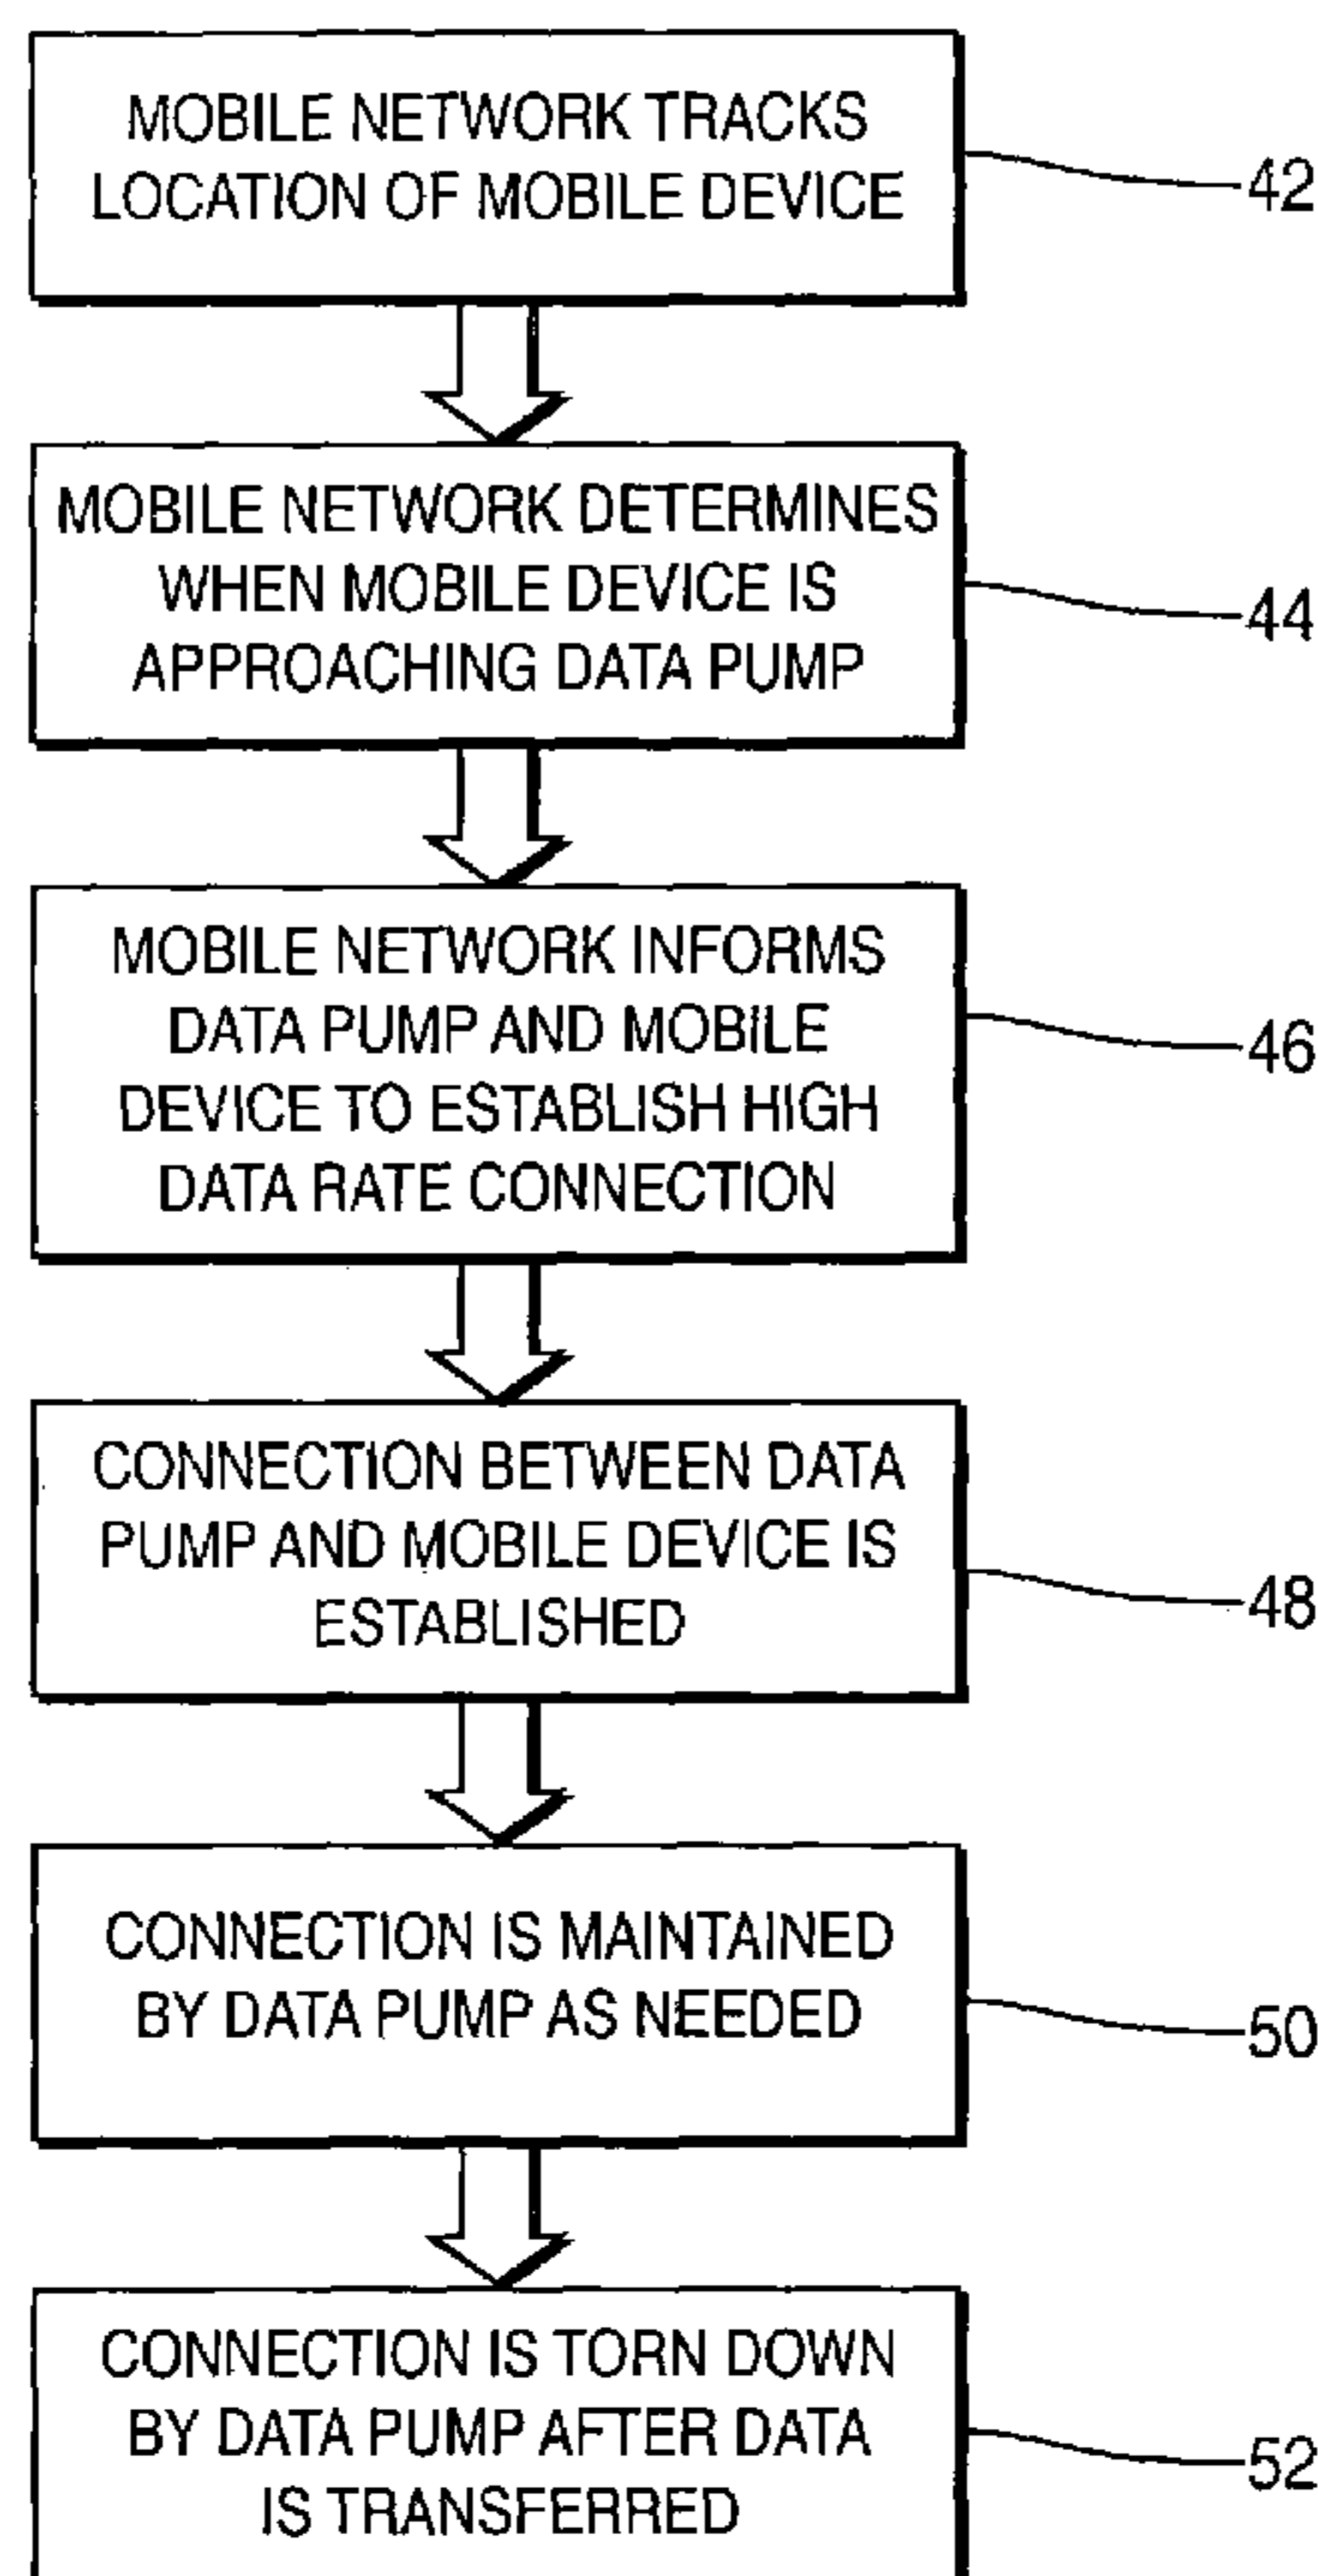 MOBILE NETWORK TRACKS
LOCATION OF MOBILE DEVICE
42
MOBILE NETWORK DETERMINES
WHEN MOBILE DEVICE IS
APPROACHING DATA PUMP
44
MOBILE NETWORK INFORMS
DATA PUMP AND MOBILE
DEVICE TO ESTABLISH HIGH
DATA RATE CONNECTION
46
CONNECTION BETWEEN DATA
PUMP AND MOBILE DEVICE IS
ESTABLISHED
48
CONNECTION IS MAINTAINED
BY DATA PUMP AS NEEDED
50
CONNECTION IS TORN DOWN
BY DATA PUMP AFTER DATA
IS TRANSFERRED
52